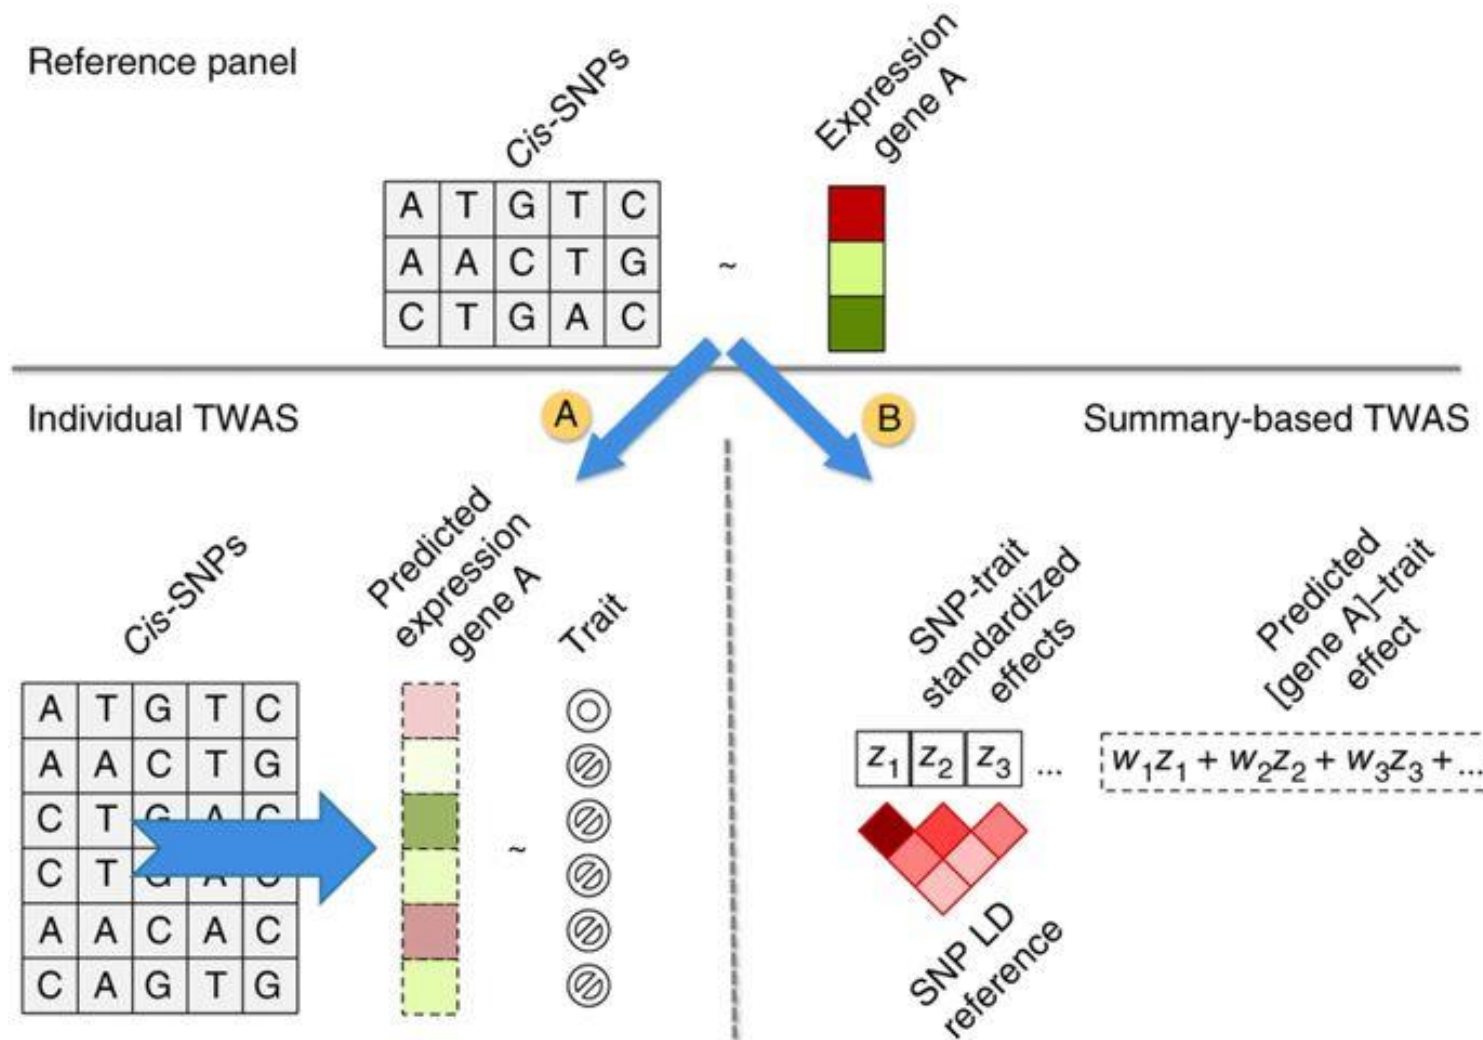 Reference panel
Cis-SNPs
Expression
gene A
A T G T C
A A C T G
C T G A C
~
A
B
Individual TWAS
Summary-based TWAS
Cis-SNPs
Predicted
expression
gene A
Trait
A T G T C
A A C T G
C T G A C
C T G A C
A A C A C
C A G T G
~
SNP-trait
standardized
effects
z1 z2 z3 ...
SNP LD
reference
Predicted
[gene A]–trait
effect
w1z1 + w2z2 + w3z3 + ...